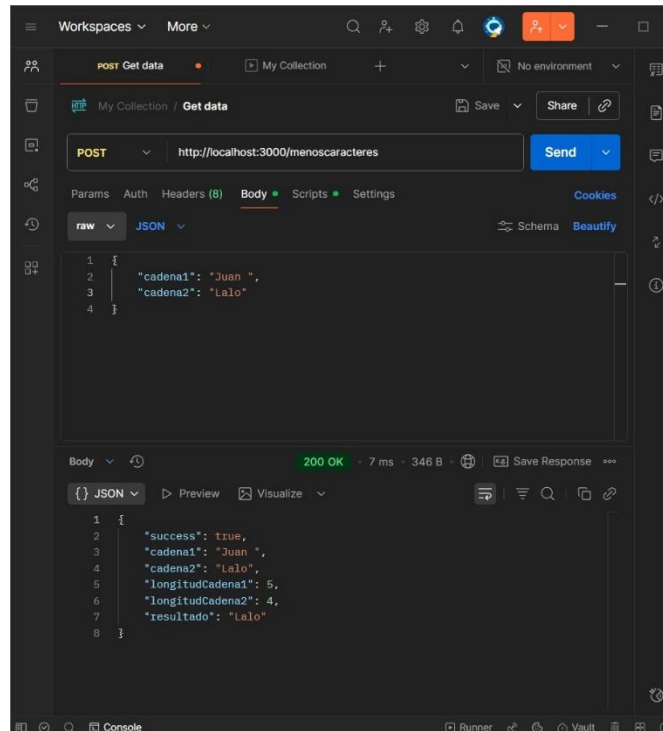 Workspaces More
POST Get data My Collection + No environment
My Collection / Get data Save Share
POST http://localhost:3000/menoscaracteres Send
Params Auth Headers (8) Body Scripts Settings Cookies
raw JSON Schema Beautify
1 {
2 "cadena1": "Juan ",
3 "cadena2": "Lalo"
4 }
Body 200 OK 7 ms 346 B Save Response
{} JSON Preview Visualize
1 {
2 "success": true,
3 "cadena1": "Juan ",
4 "cadena2": "Lalo",
5 "longitudCadena1": 5,
6 "longitudCadena2": 4,
7 "resultado": "Lalo"
8 }
Console Runner Vault